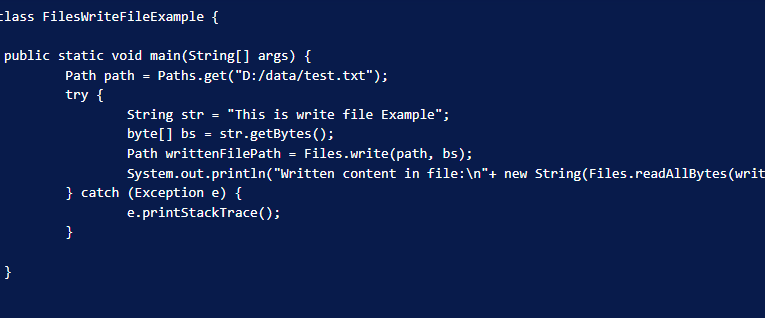 class FilesWriteFileExample {
public static void main(String[] args) {
Path path = Paths.get("D:/data/test.txt");
try {
String str = "This is write file Example";
byte[] bs = str.getBytes();
Path writtenFilePath = Files.write(path, bs);
System.out.println("Written content in file:\n"+ new String(Files.readAllBytes(writ
} catch (Exception e) {
e.printStackTrace();
}
}